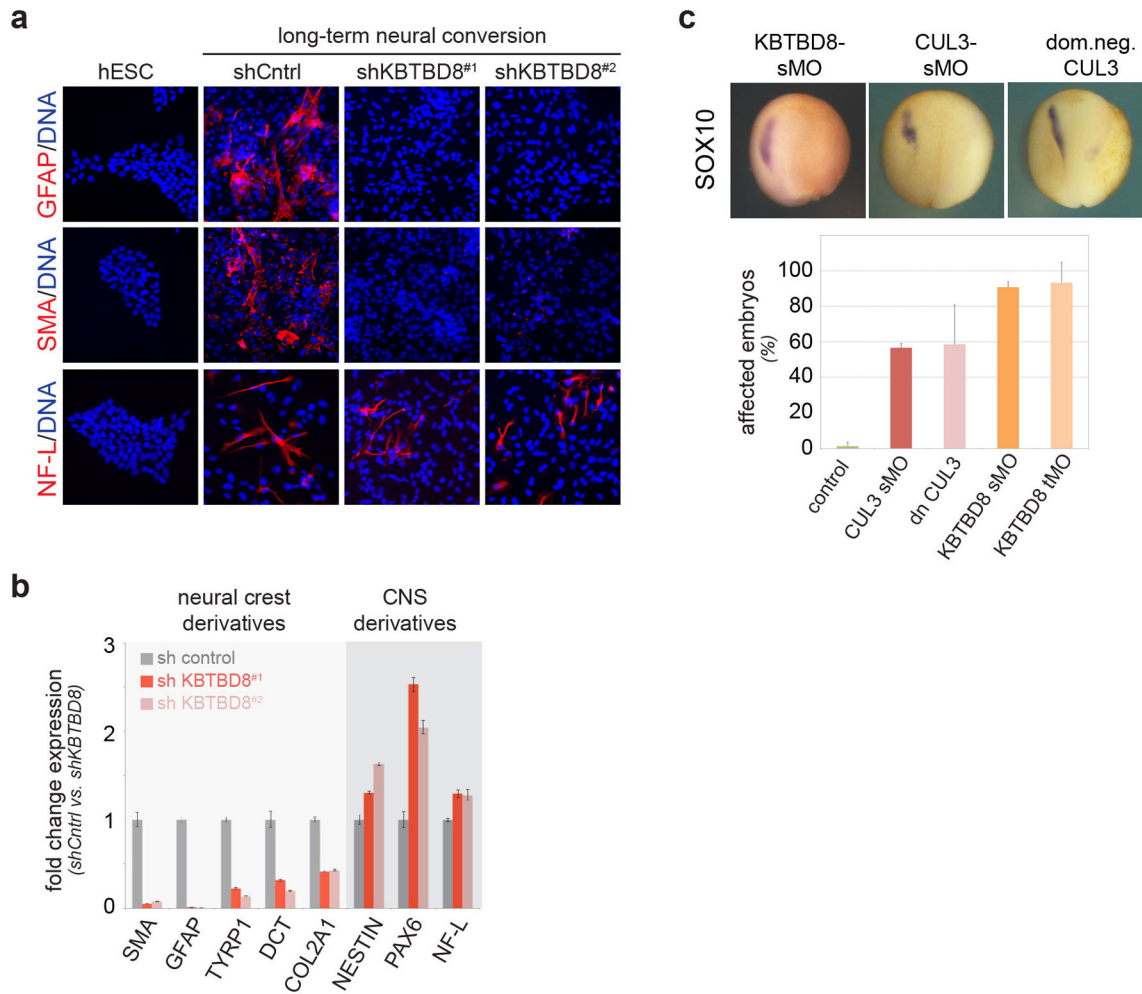 a
long-term neural conversion
hESC shCntrl shKBTBD8#1 shKBTBD8#2
GFAP/DNA
SMA/DNA
NF-L/DNA
b
neural crest derivatives
CNS derivatives
fold change expression
(shCntrl vs. shKBTBD8)
3
2
1
0
sh control
sh KBTBD8#1
sh KBTBD8#2
SMA GFAP TYRP1 DCT COL2A1 NESTIN PAX6 NF-L
c
KBTBD8-sMO
CUL3-sMO
dom.neg. CUL3
SOX10
affected embryos
(%)
100
80
60
40
20
0
control CUL3 sMO dn CUL3 KBTBD8 sMO KBTBD8 tMO